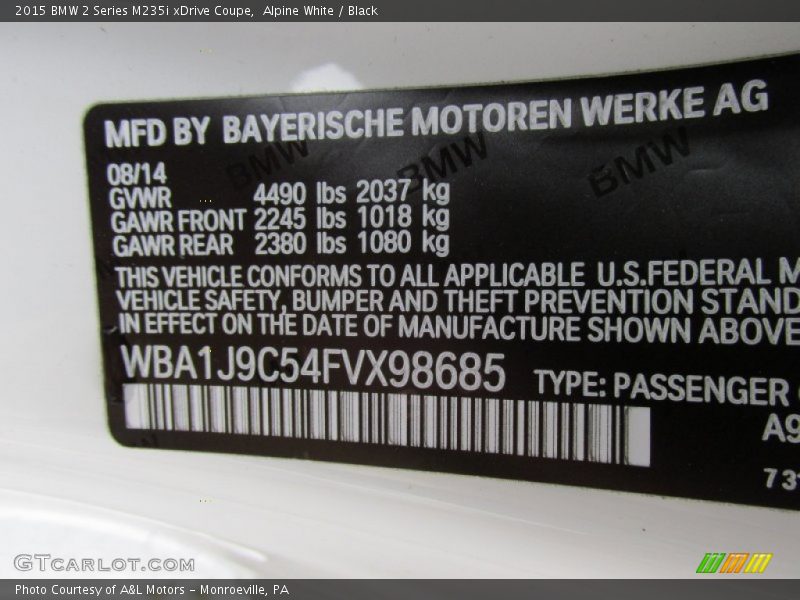 2015 BMW 2 Series M235i xDrive Coupe, Alpine White / Black
MFD BY BAYERISCHE MOTOREN WERKE AG
BMW BMW BMW
08/14
GVWR 4490 lbs 2037 kg
GAWR FRONT 2245 lbs 1018 kg
GAWR REAR 2380 lbs 1080 kg
THIS VEHICLE CONFORMS TO ALL APPLICABLE U.S.FEDERAL M
VEHICLE SAFETY, BUMPER AND THEFT PREVENTION STAND
IN EFFECT ON THE DATE OF MANUFACTURE SHOWN ABOVE
WBA1J9C54FVX98685 TYPE: PASSENGER
A9
73
GTCARLOT.COM
Photo Courtesy of A&L Motors - Monroeville, PA